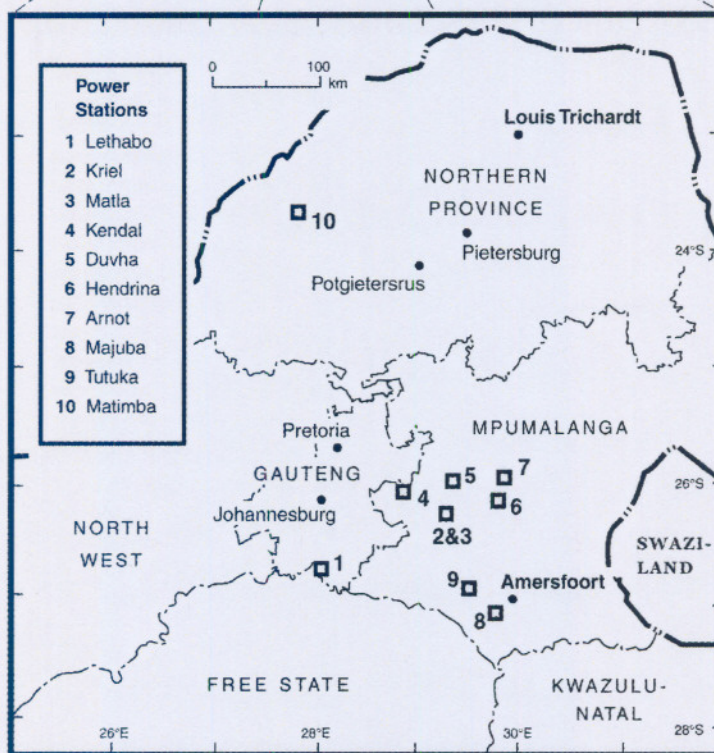 Power
Stations
1 Lethabo
2 Kriel
3 Matla
4 Kendal
5 Duvha
6 Hendrina
7 Arnot
8 Majuba
9 Tutuka
10 Matimba
0 100
km
Louis Trichardt
NORTHERN
PROVINCE
10
Pietersburg
24°S
Potgietersrus
MPUMALANGA
Pretoria
GAUTENG
5
7
26°S
4
6
Johannesburg
2&3
NORTH
WEST
SWAZI-
LAND
1
9
Amersfoort
8
FREE STATE
KWAZULU-
NATAL
26°E
28°E
30°E
28°S